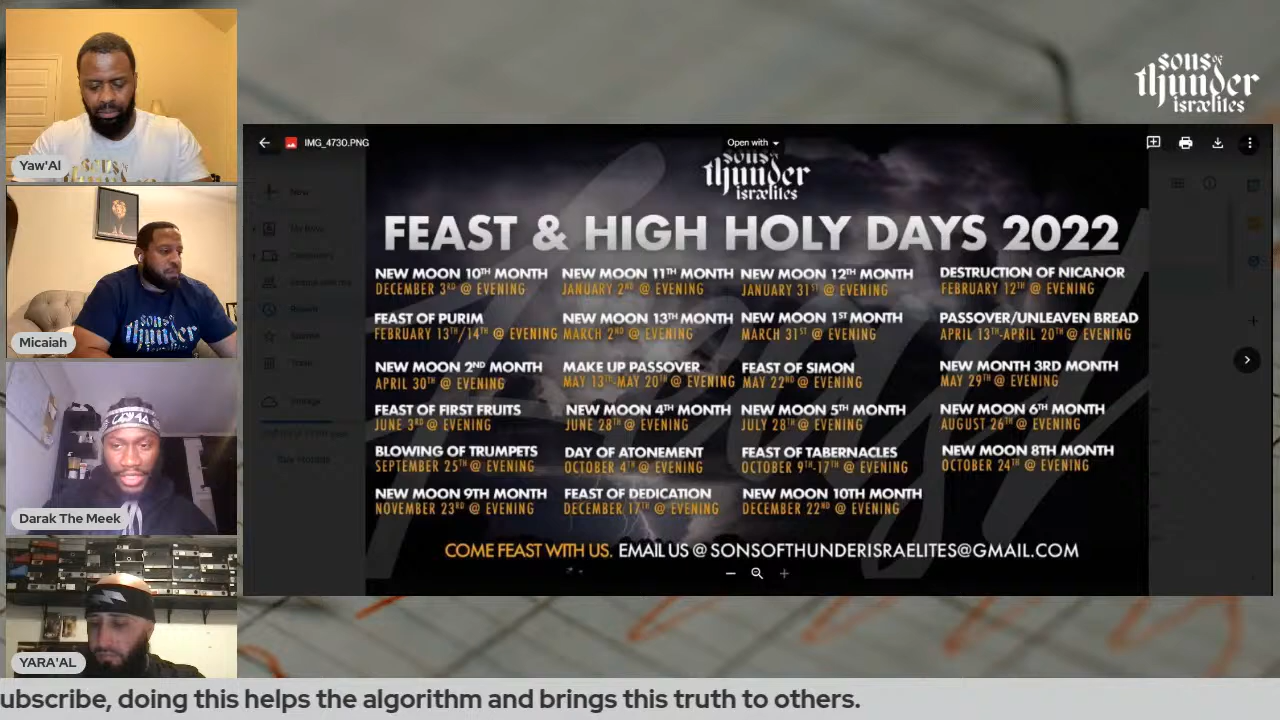 Yaw'Al
Micaiah
Darak The Meek
YARA'AL
sons of
thunder
israelites
IMG_4730.PNG
Open with
sons of
thunder
israelites
FEAST & HIGH HOLY DAYS 2022
NEW MOON 10TH MONTH
DECEMBER 3RD @ EVENING
NEW MOON 11TH MONTH
JANUARY 2ND @ EVENING
NEW MOON 12TH MONTH
JANUARY 31ST @ EVENING
DESTRUCTION OF NICANOR
FEBRUARY 12TH @ EVENING
FEAST OF PURIM
FEBRUARY 13TH/14TH @ EVENING
NEW MOON 13TH MONTH
MARCH 2ND @ EVENING
NEW MOON 1ST MONTH
MARCH 31ST @ EVENING
PASSOVER/UNLEAVEN BREAD
APRIL 13TH-APRIL 20TH @ EVENING
NEW MOON 2ND MONTH
APRIL 30TH @ EVENING
MAKE UP PASSOVER
MAY 13TH-MAY 20TH @ EVENING
FEAST OF SIMON
MAY 22ND @ EVENING
NEW MONTH 3RD MONTH
MAY 29TH @ EVENING
FEAST OF FIRST FRUITS
JUNE 3RD @ EVENING
NEW MOON 4TH MONTH
JUNE 28TH @ EVENING
NEW MOON 5TH MONTH
JULY 28TH @ EVENING
NEW MOON 6TH MONTH
AUGUST 26TH @ EVENING
BLOWING OF TRUMPETS
SEPTEMBER 25TH @ EVENING
DAY OF ATONEMENT
OCTOBER 4TH @ EVENING
FEAST OF TABERNACLES
OCTOBER 9TH-17TH @ EVENING
NEW MOON 8TH MONTH
OCTOBER 24TH @ EVENING
NEW MOON 9TH MONTH
NOVEMBER 23RD @ EVENING
FEAST OF DEDICATION
DECEMBER 17TH @ EVENING
NEW MOON 10TH MONTH
DECEMBER 22ND @ EVENING
COME FEAST WITH US. EMAIL US @ SONSOFTHUNDERISRAELITES@GMAIL.COM
ubscribe, doing this helps the algorithm and brings this truth to others.